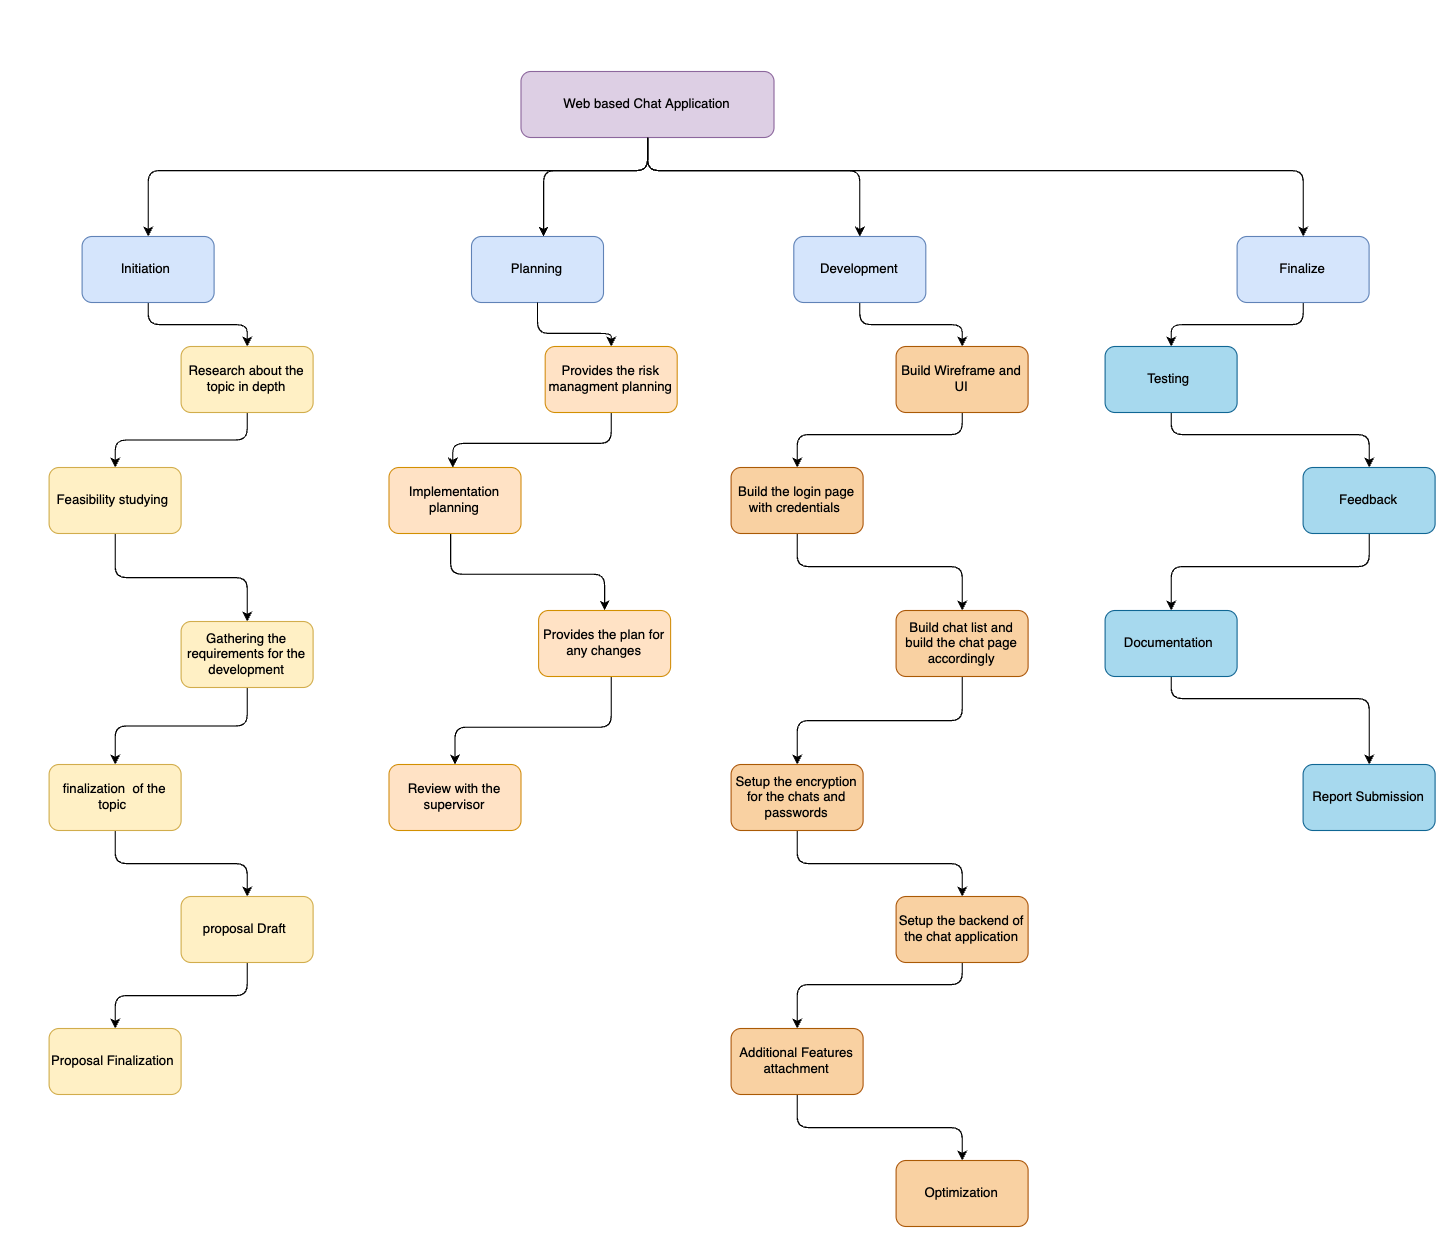 Web based Chat Application
Initiation
Planning
Development
Finalize
Research about the
topic in depth
Provides the risk
managment planning
Build Wireframe and
UI
Testing
Feasibility studying
Implementation
planning
Build the login page
with credentials
Feedback
Gathering the
requirements for the
development
Provides the plan for
any changes
Build chat list and
build the chat page
accordingly
Documentation
finalization  of the
topic
Review with the
supervisor
Setup the encryption
for the chats and
passwords
Report Submission
proposal Draft
Setup the backend of
the chat application
Proposal Finalization
Additional Features
attachment
Optimization